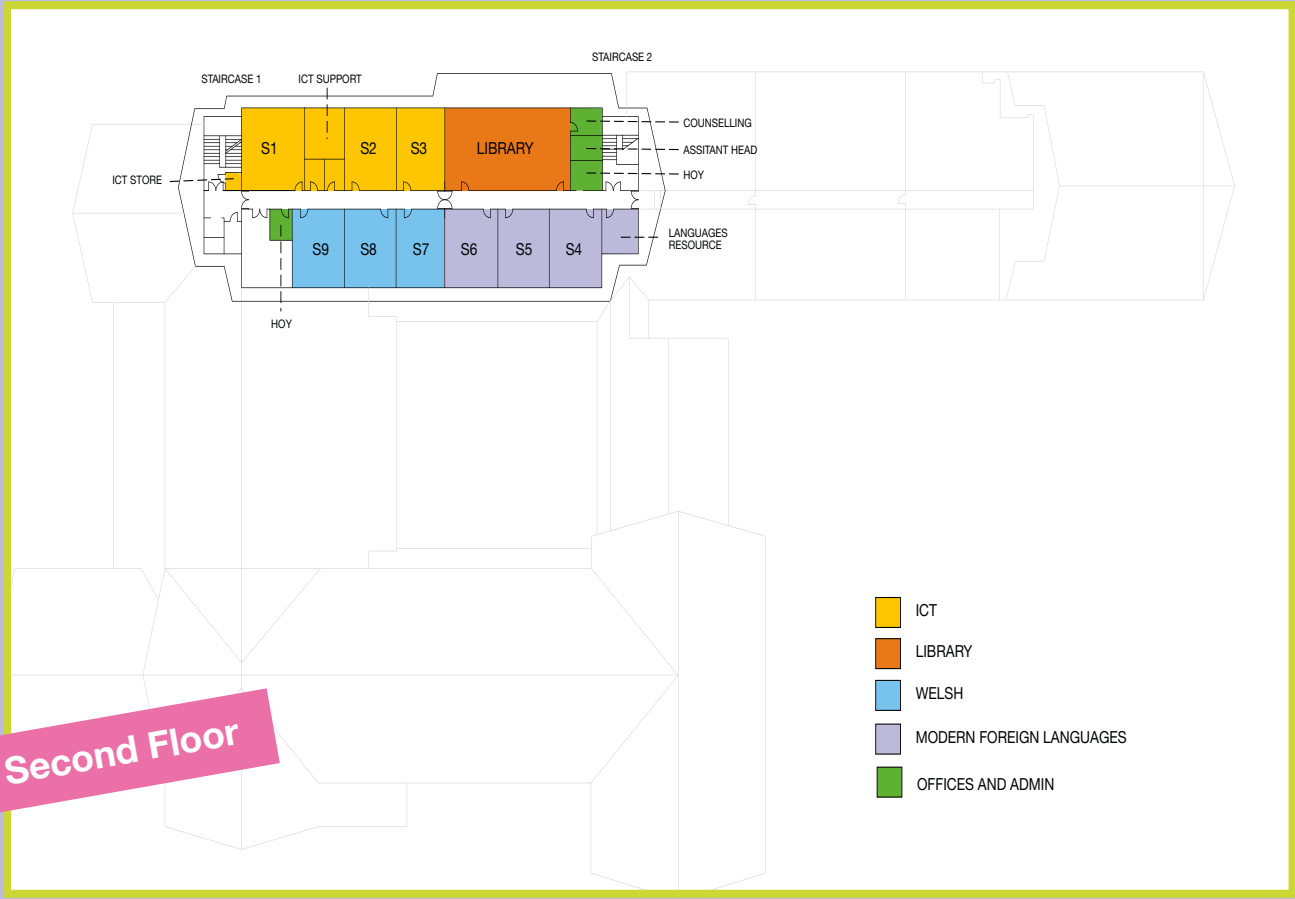 STAIRCASE 2
STAIRCASE 1
ICT SUPPORT
COUNSELLING
S1
S2
S3
LIBRARY
ASSITANT HEAD
HOY
ICT STORE
LANGUAGES
RESOURCE
S9
S8
S7
S6
S5
S4
HOY
ICT
LIBRARY
WELSH
MODERN FOREIGN LANGUAGES
OFFICES AND ADMIN
Second Floor